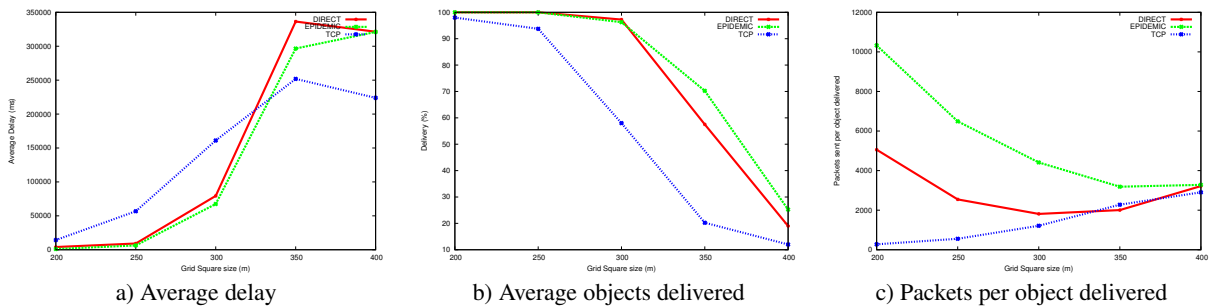 350000
300000
250000
200000
150000
100000
50000
0
Average Delay (ms)
DIRECT
EPIDEMIC
TCP
200 250 300 350 400
Grid Square size (m)
a) Average delay
100
90
80
70
60
50
40
30
20
10
Delivery (%)
DIRECT
EPIDEMIC
TCP
200 250 300 350 400
Grid Square size (m)
b) Average objects delivered
12000
10000
8000
6000
4000
2000
0
Packets sent per object delivered
DIRECT
EPIDEMIC
TCP
200 250 300 350 400
Grid Square size (m)
c) Packets per object delivered